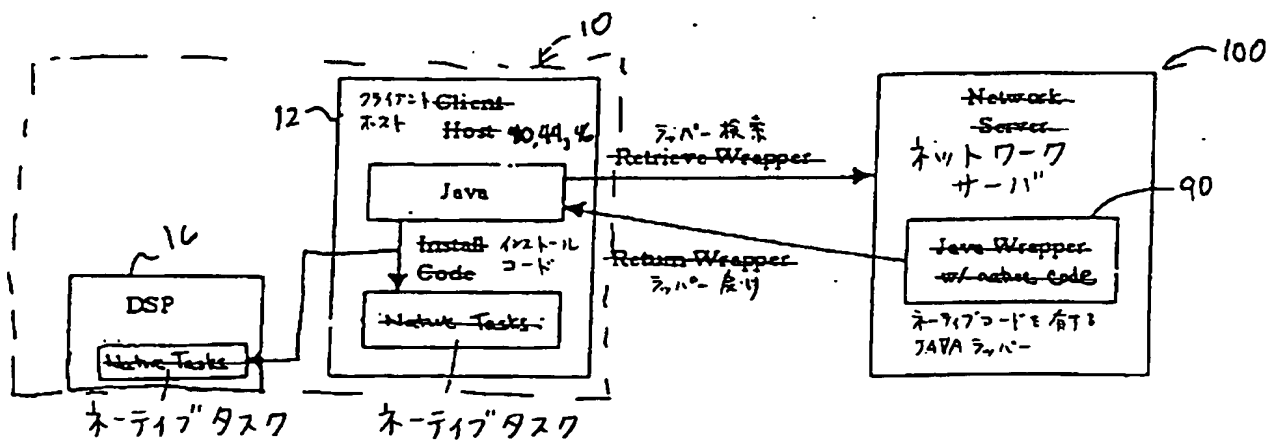 10
100
12
クライアント Client
ホスト Host 40,44,46
Java
Install インストール
Code コード
Native Tasks
ネーティブタスク
16
DSP
Native Tasks
ネーティブタスク
ラッパー検索
Retrieve Wrapper
Return Wrapper
ラッパー戻し
Network
Server
ネットワーク
サーバ
90
Java Wrapper
w/ native code
ネーティブコードを有する
JAVA ラッパー